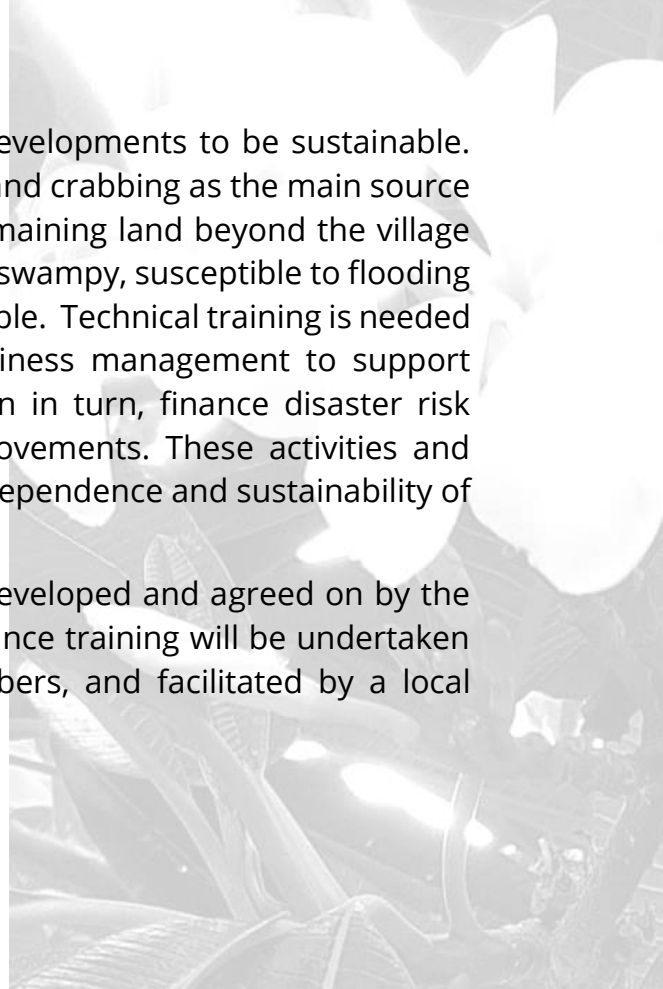 evelopments to be sustainable.
and crabbing as the main source
maining land beyond the village
swampy, susceptible to flooding
ble. Technical training is needed
iness management to support
n in turn, finance disaster risk
ovements. These activities and
ependence and sustainability of
eveloped and agreed on by the
nce training will be undertaken
bers, and facilitated by a local